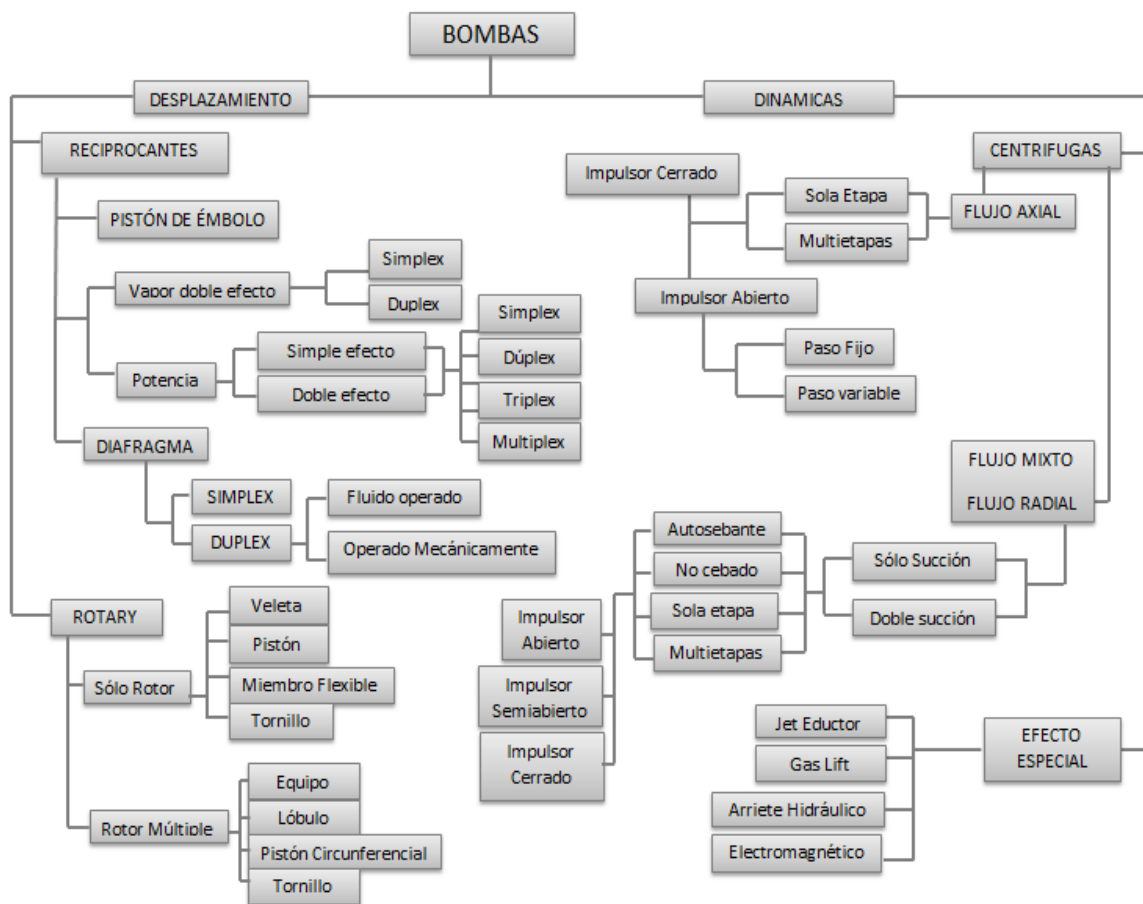 BOMBAS
DESPLAZAMIENTO
DINAMICAS
RECIPROCANTES
PISTÓN DE ÉMBOLO
Vapor doble efecto
Simplex
Duplex
Potencia
Simple efecto
Doble efecto
Simplex
Dúplex
Triplex
Multiplex
DIAFRAGMA
SIMPLEX
DUPLEX
Fluido operado
Operado Mecánicamente
ROTARY
Sólo Rotor
Veleta
Pistón
Miembro Flexible
Tornillo
Rotor Múltiple
Equipo
Lóbulo
Pistón Circunferencial
Tornillo
CENTRIFUGAS
FLUJO AXIAL
Sola Etapa
Multietapas
Impulsor Cerrado
Impulsor Abierto
Paso Fijo
Paso variable
FLUJO MIXTO
FLUJO RADIAL
Sólo Succión
Doble succión
Autosebante
No cebado
Sola etapa
Multietapas
Impulsor
Abierto
Impulsor
Semiabierto
Impulsor
Cerrado
EFECTO
ESPECIAL
Jet Eductor
Gas Lift
Arriete Hidráulico
Electromagnético